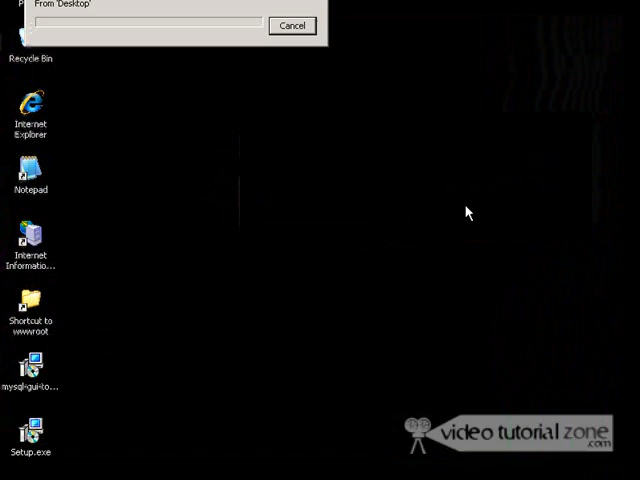 From 'Desktop'
Cancel
Recycle Bin
Internet
Explorer
Notepad
Internet
Informatio...
Shortcut to
wwwroot
mysql-gui-to...
Setup.exe
video tutorial zone
.com